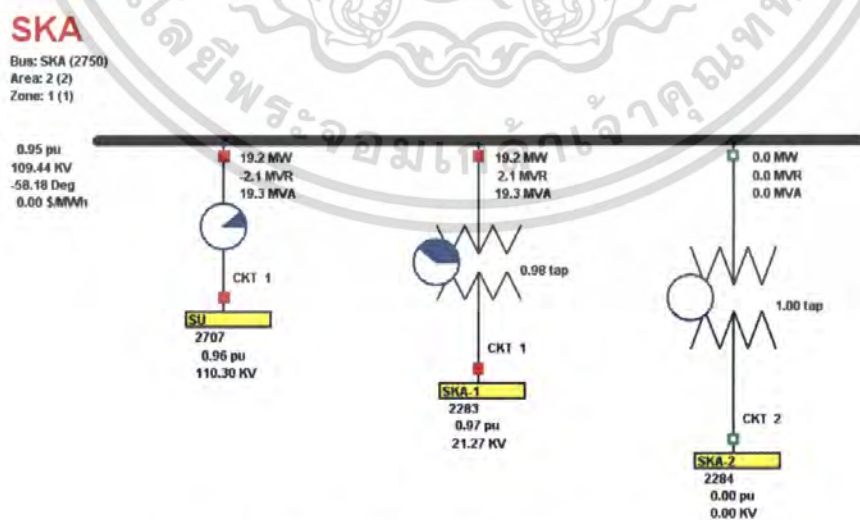 SKA
Bus: SKA (2750)
Area: 2 (2)
Zone: 1 (1)
0.95 pu
109.44 KV
-58.18 Deg
0.00 $/MWh
19.2 MW
-2.1 MVR
19.3 MVA
CKT 1
SU
2707
0.96 pu
110.30 KV
19.2 MW
2.1 MVR
19.3 MVA
0.98 tap
CKT 1
SKA-1
2283
0.97 pu
21.27 KV
0.0 MW
0.0 MVR
0.0 MVA
1.00 tap
CKT 2
SKA-2
2284
0.00 pu
0.00 KV